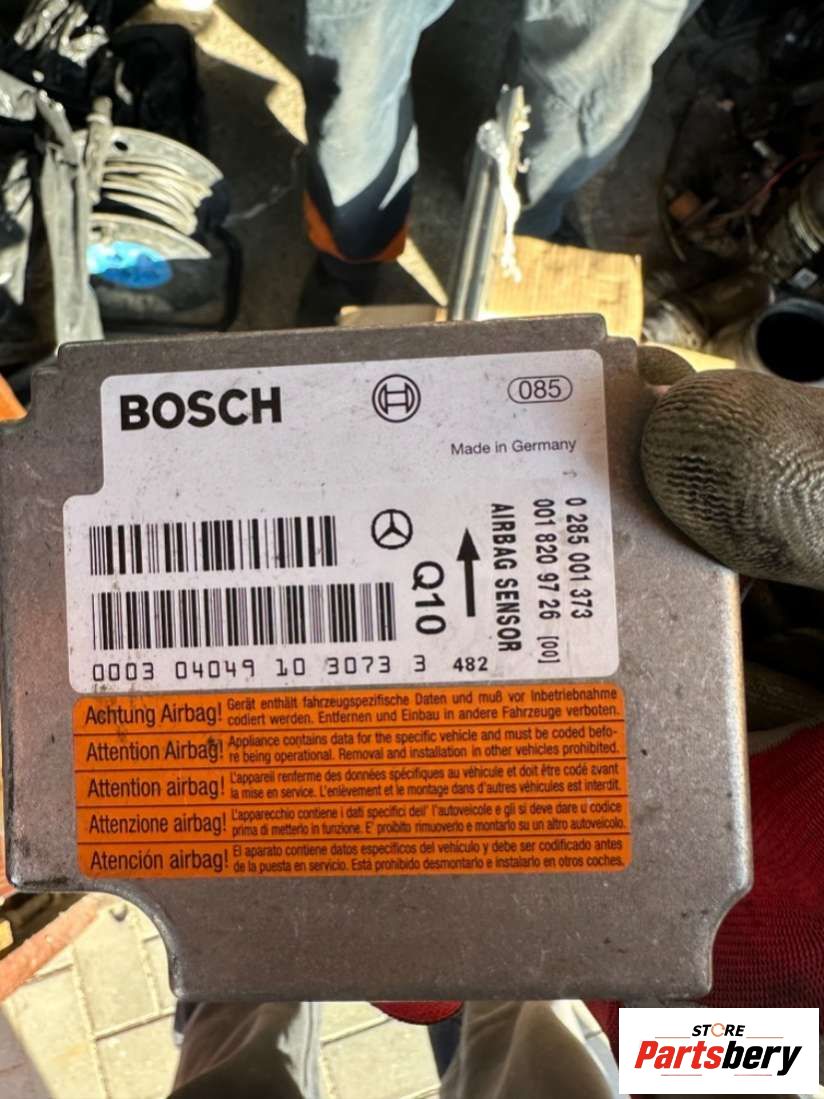 BOSCH
085
Made in Germany
0 285 001 373
001 820 97 26 [00]
AIRBAG SENSOR
Q10
0003 04049 10 3073 3 482
Achtung Airbag! Gerät enthält fahrzeugspezifische Daten und muß vor Inbetriebnahme
codiert werden. Entfernen und Einbau in andere Fahrzeuge verboten.
Attention Airbag! Appliance contains data for the specific vehicle and must be coded befo-
re being operational. Removal and installation in other vehicles prohibited.
Attention airbag! L'appareil renferme des données spécifiques au véhicule et doit être codé avant
la mise en service. L'enlèvement et le montage dans d'autres véhicules est interdit.
Attenzione airbag! L'apparecchio contiene i dati specifici dell' l'autoveicole e gli si deve dare u codice
prima di metterlo in funzione. E' proibito rimuoverlo e montarlo su un altro autoveicolo.
Atención airbag! El aparato contiene datos específicos del vehículo y debe ser codificado antes
de la puesta en servicio. Está prohibido desmontarlo e instalarlo en otros coches.
STORE
Partsbery